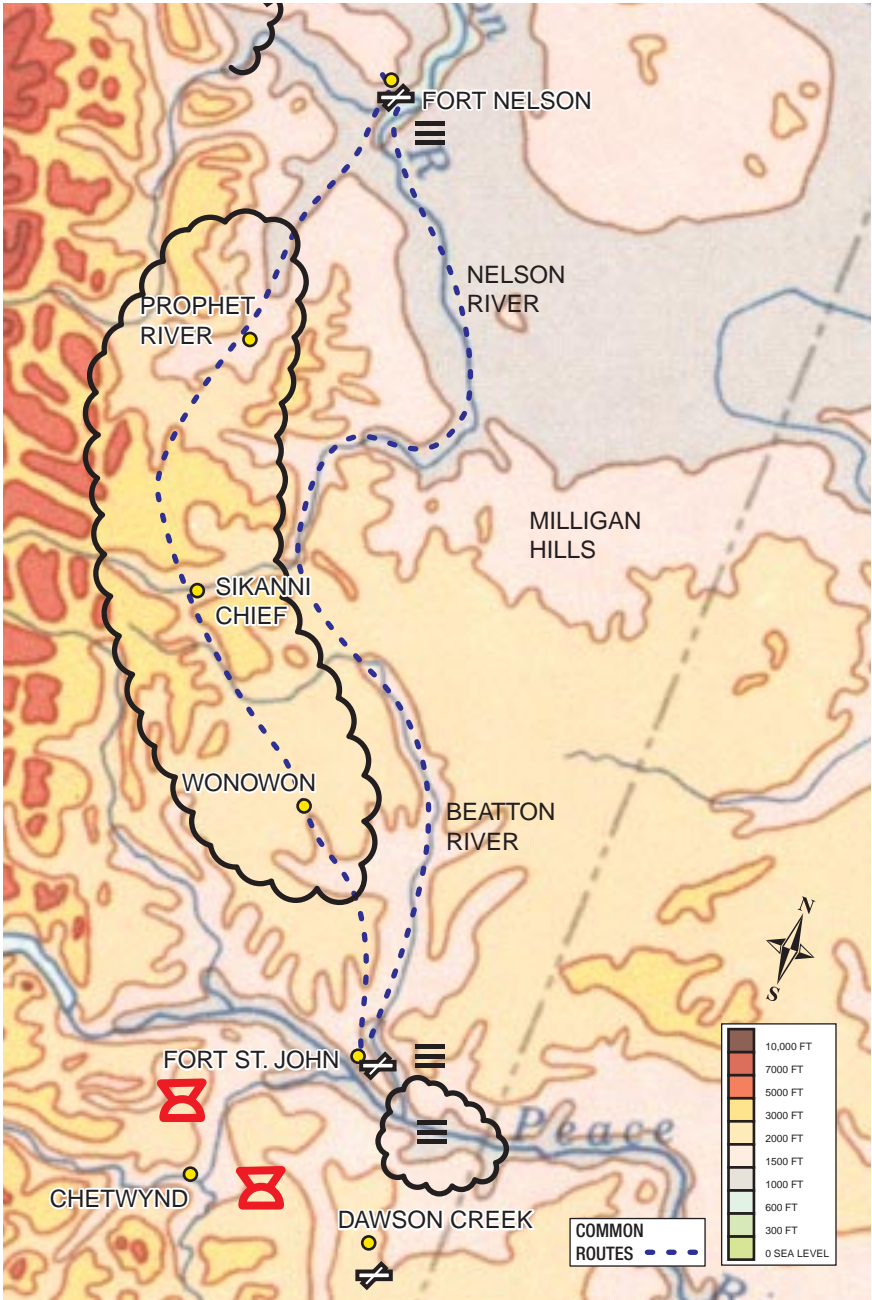 on
FORT NELSON
R
NELSON
RIVER
PROPHET
RIVER
MILLIGAN
HILLS
SIKANNI
CHIEF
WONOWON
BEATTON
RIVER
N
S
FORT ST. JOHN
10,000 FT
7000 FT
5000 FT
3000 FT
2000 FT
1500 FT
1000 FT
600 FT
300 FT
0 SEA LEVEL
Peace
CHETWYND
DAWSON CREEK
COMMON
ROUTES
R